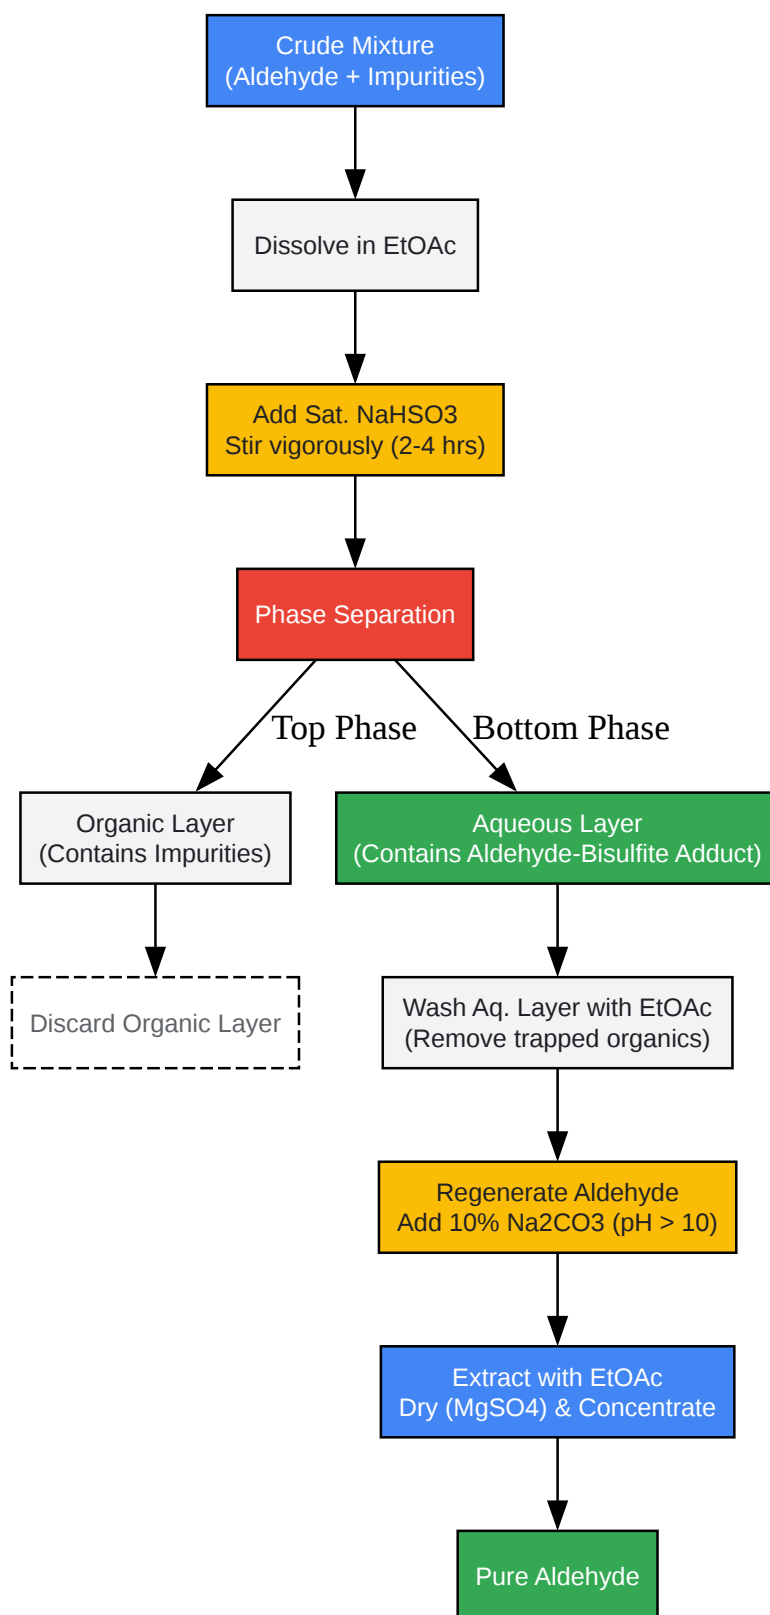 Crude Mixture
(Aldehyde + Impurities)
Dissolve in EtOAc
Add Sat. NaHSO3
Stir vigorously (2-4 hrs)
Phase Separation
Top Phase
Bottom Phase
Organic Layer
(Contains Impurities)
Aqueous Layer
(Contains Aldehyde-Bisulfite Adduct)
Discard Organic Layer
Wash Aq. Layer with EtOAc
(Remove trapped organics)
Regenerate Aldehyde
Add 10% Na2CO3 (pH > 10)
Extract with EtOAc
Dry (MgSO4) & Concentrate
Pure Aldehyde